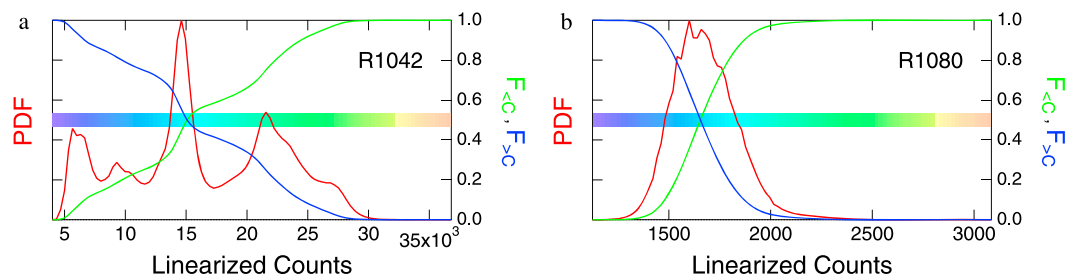 a
R1042
PDF
1.0
0.8
0.6
0.4
0.2
0.0
F<C, F>C
5 10 15 20 25 30 35x10³
Linearized Counts
b
R1080
PDF
1.0
0.8
0.6
0.4
0.2
0.0
F<C, F>C
1500 2000 2500 3000
Linearized Counts